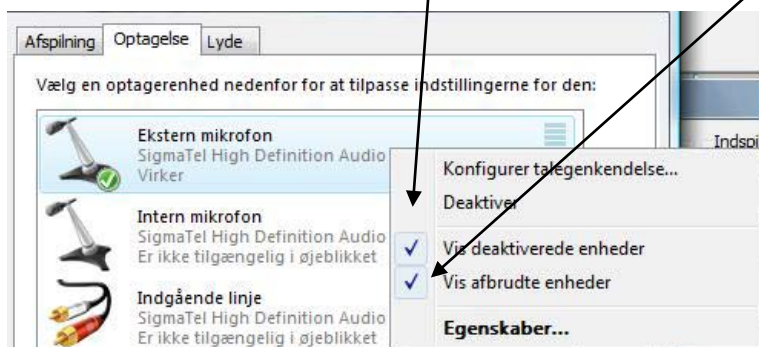 Afspilning Optagelse Lyde
Vælg en optagerenhed nedenfor for at tilpasse indstillingerne for den:
Ekstern mikrofon
SigmaTel High Definition Audio
Virker
Intern mikrofon
SigmaTel High Definition Audio
Er ikke tilgængelig i øjeblikket
Indgående linje
SigmaTel High Definition Audio
Er ikke tilgængelig i øjeblikket
Konfigurer talegenkendelse...
Deaktiver
Vis deaktiverede enheder
Vis afbrudte enheder
Egenskaber...
Indspi